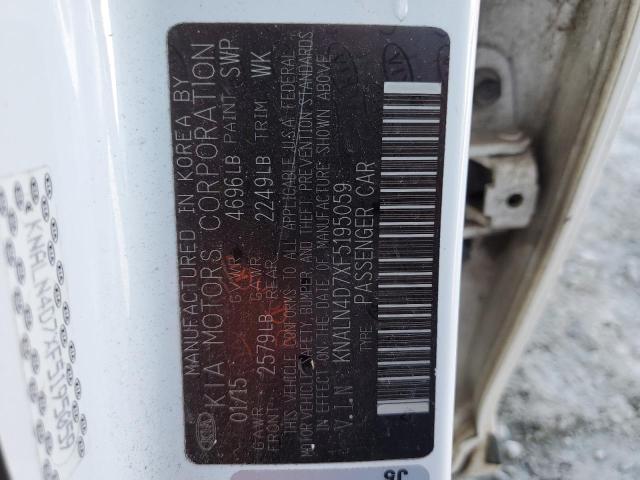 MANUFACTURED IN KOREA BY
KIA MOTORS CORPORATION
01/15 G.V.W.R 4696LB PAINT SWP
G.A.W.R. G.A.W.R.
FRONT 2579LB REAR 2249LB TRIM WK
THIS VEHICLE CONFORMS TO ALL APPLICABLE U.S.A. FEDERAL
MOTOR VEHICLE SAFETY BUMPER AND THEFT PREVENTION STANDARDS
IN EFFECT ON THE DATE OF MANUFACTURE SHOWN ABOVE
V.I.N : KNALN4D7XF5195059
TYPE : PASSENGER CAR
KNALN4D7XF5195059